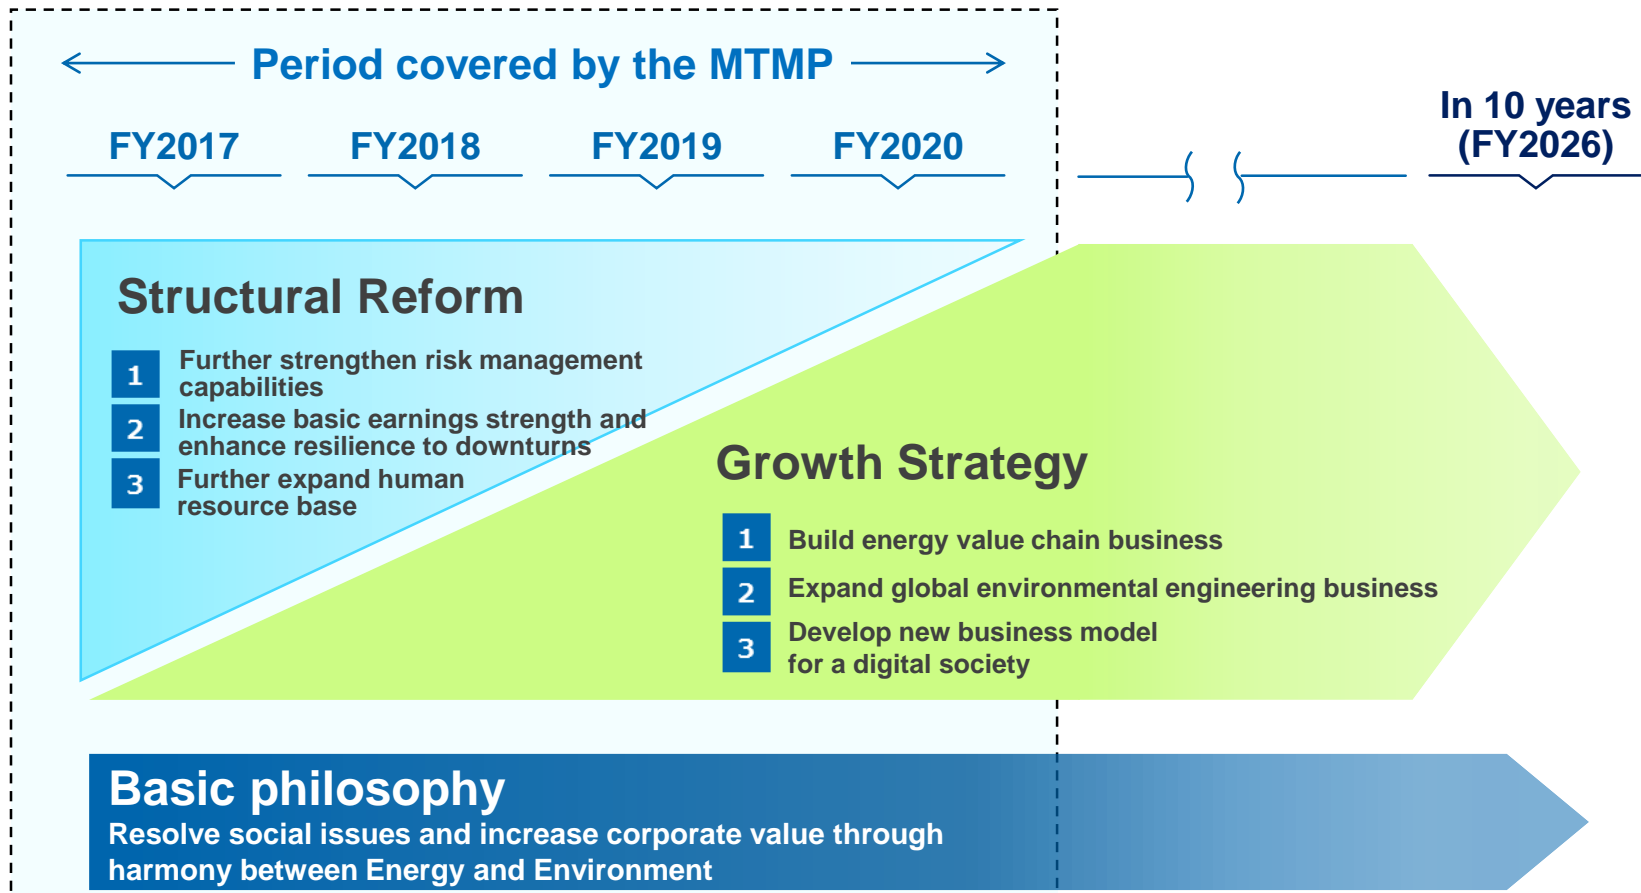 Period covered by the MTMP
In 10 years
(FY2026)
FY2017
FY2018
FY2019
FY2020
Structural Reform
1
Further strengthen risk management
capabilities
2
Increase basic earnings strength and
enhance resilience to downturns
3
Further expand human
resource base
Growth Strategy
1
Build energy value chain business
2
Expand global environmental engineering business
3
Develop new business model
for a digital society
Basic philosophy
Resolve social issues and increase corporate value through
harmony between Energy and Environment